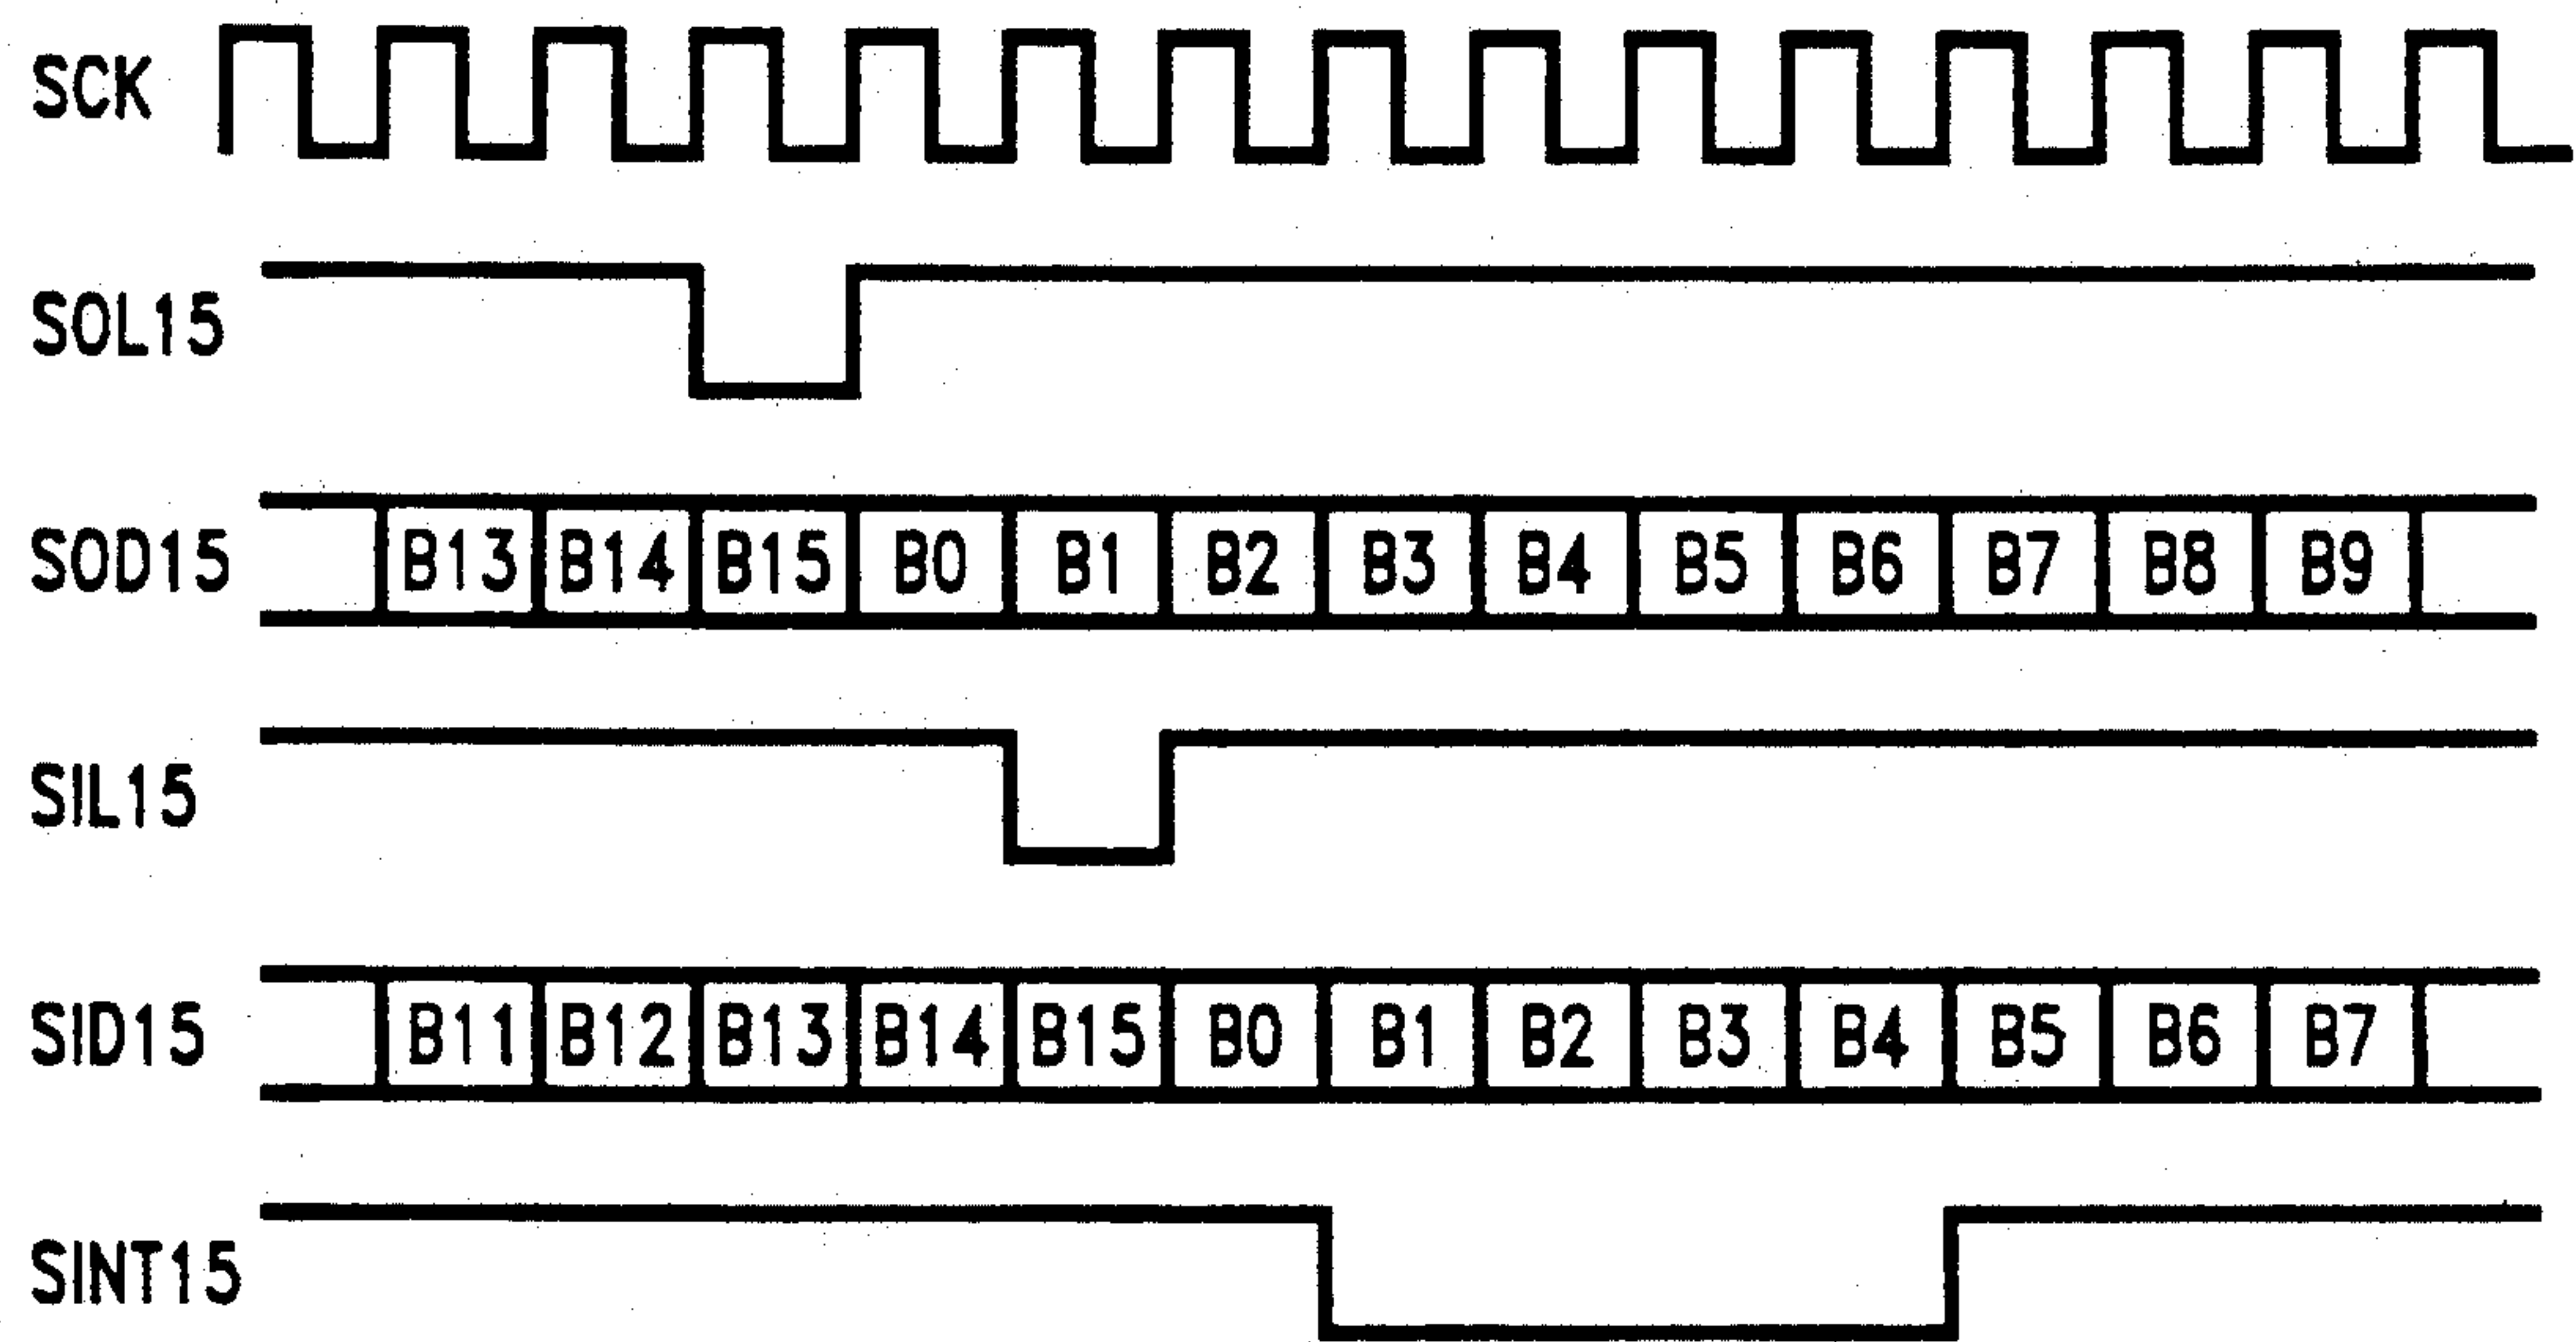 SCK
SOL15
SOD15 B13 B14 B15 B0 B1 B2 B3 B4 B5 B6 B7 B8 B9
SIL15
SID15 B11 B12 B13 B14 B15 B0 B1 B2 B3 B4 B5 B6 B7
SINT15